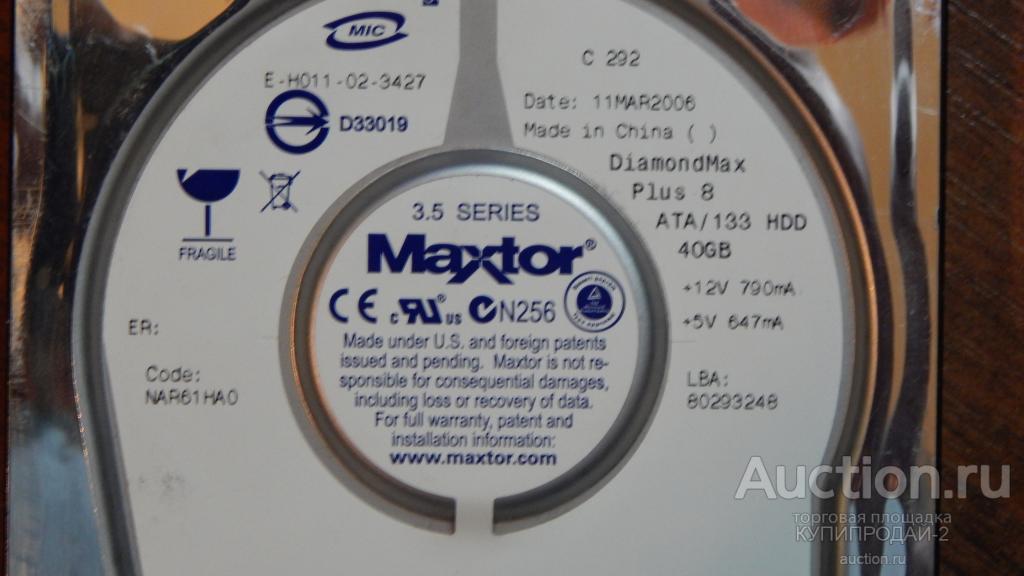 MIC
E-H011-02-3427
D33019
FRAGILE
ER:
Code:
NAR61HA0
C 292
Date: 11MAR2006
Made in China ( )
DiamondMax
Plus 8
ATA/133 HDD
40GB
+12V 790mA
+5V 647mA
LBA:
80293248
3.5 SERIES
Maxtor®
CE c RU® US N256
Made under U.S. and foreign patents
issued and pending. Maxtor is not re-
sponsible for consequential damages,
including loss or recovery of data.
For full warranty, patent and
installation information:
www.maxtor.com
Auction.ru
торговая площадка
КУПИПРОДАЙ-2
auction.ru